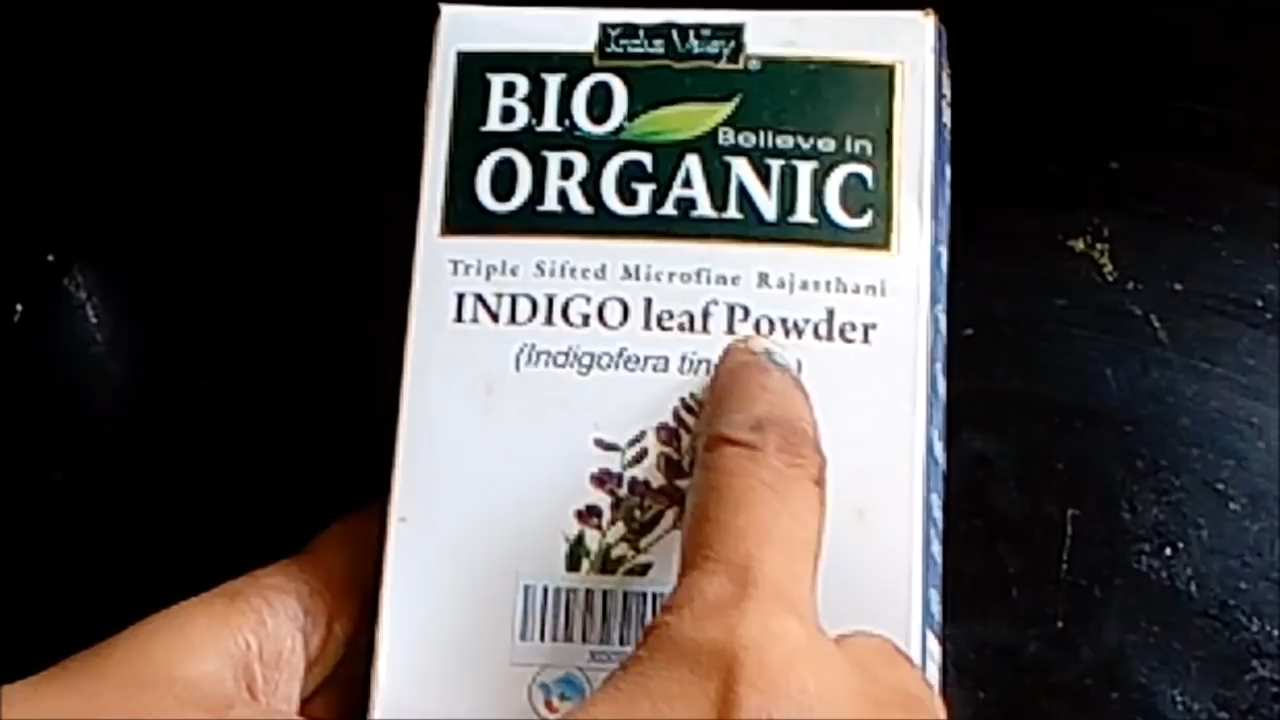 Indus Valley
BIO
Believe in
ORGANIC
Triple Sifted Microfine Rajasthani
INDIGO leaf Powder
(Indigofera